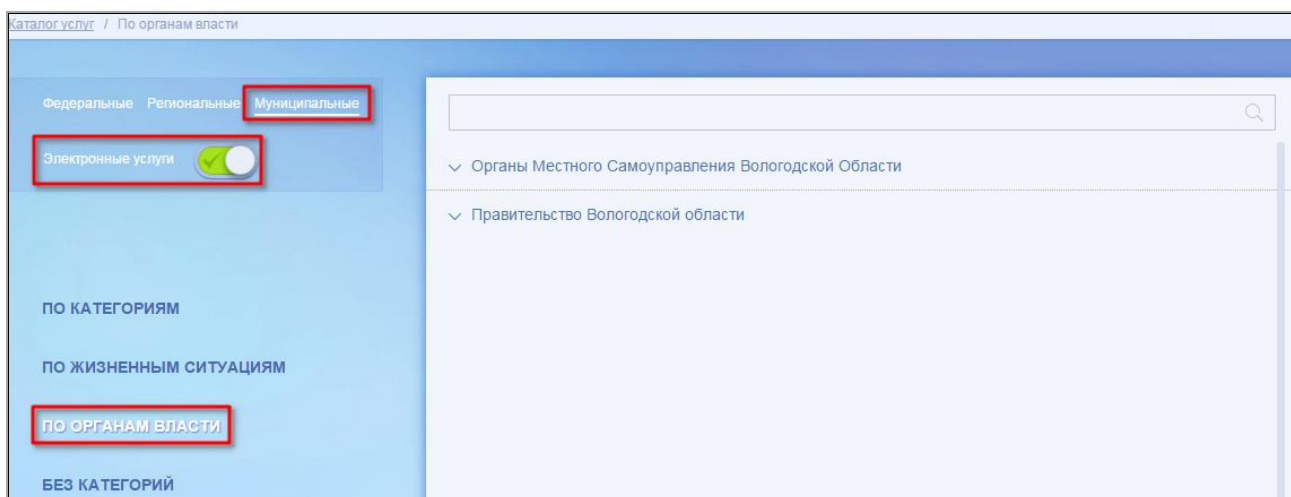 Каталог услуг / По органам власти
Федеральные Региональные Муниципальные
Электронные услуги
Органы Местного Самоуправления Вологодской Области
Правительство Вологодской области
ПО КАТЕГОРИЯМ
ПО ЖИЗНЕННЫМ СИТУАЦИЯМ
ПО ОРГАНАМ ВЛАСТИ
БЕЗ КАТЕГОРИЙ